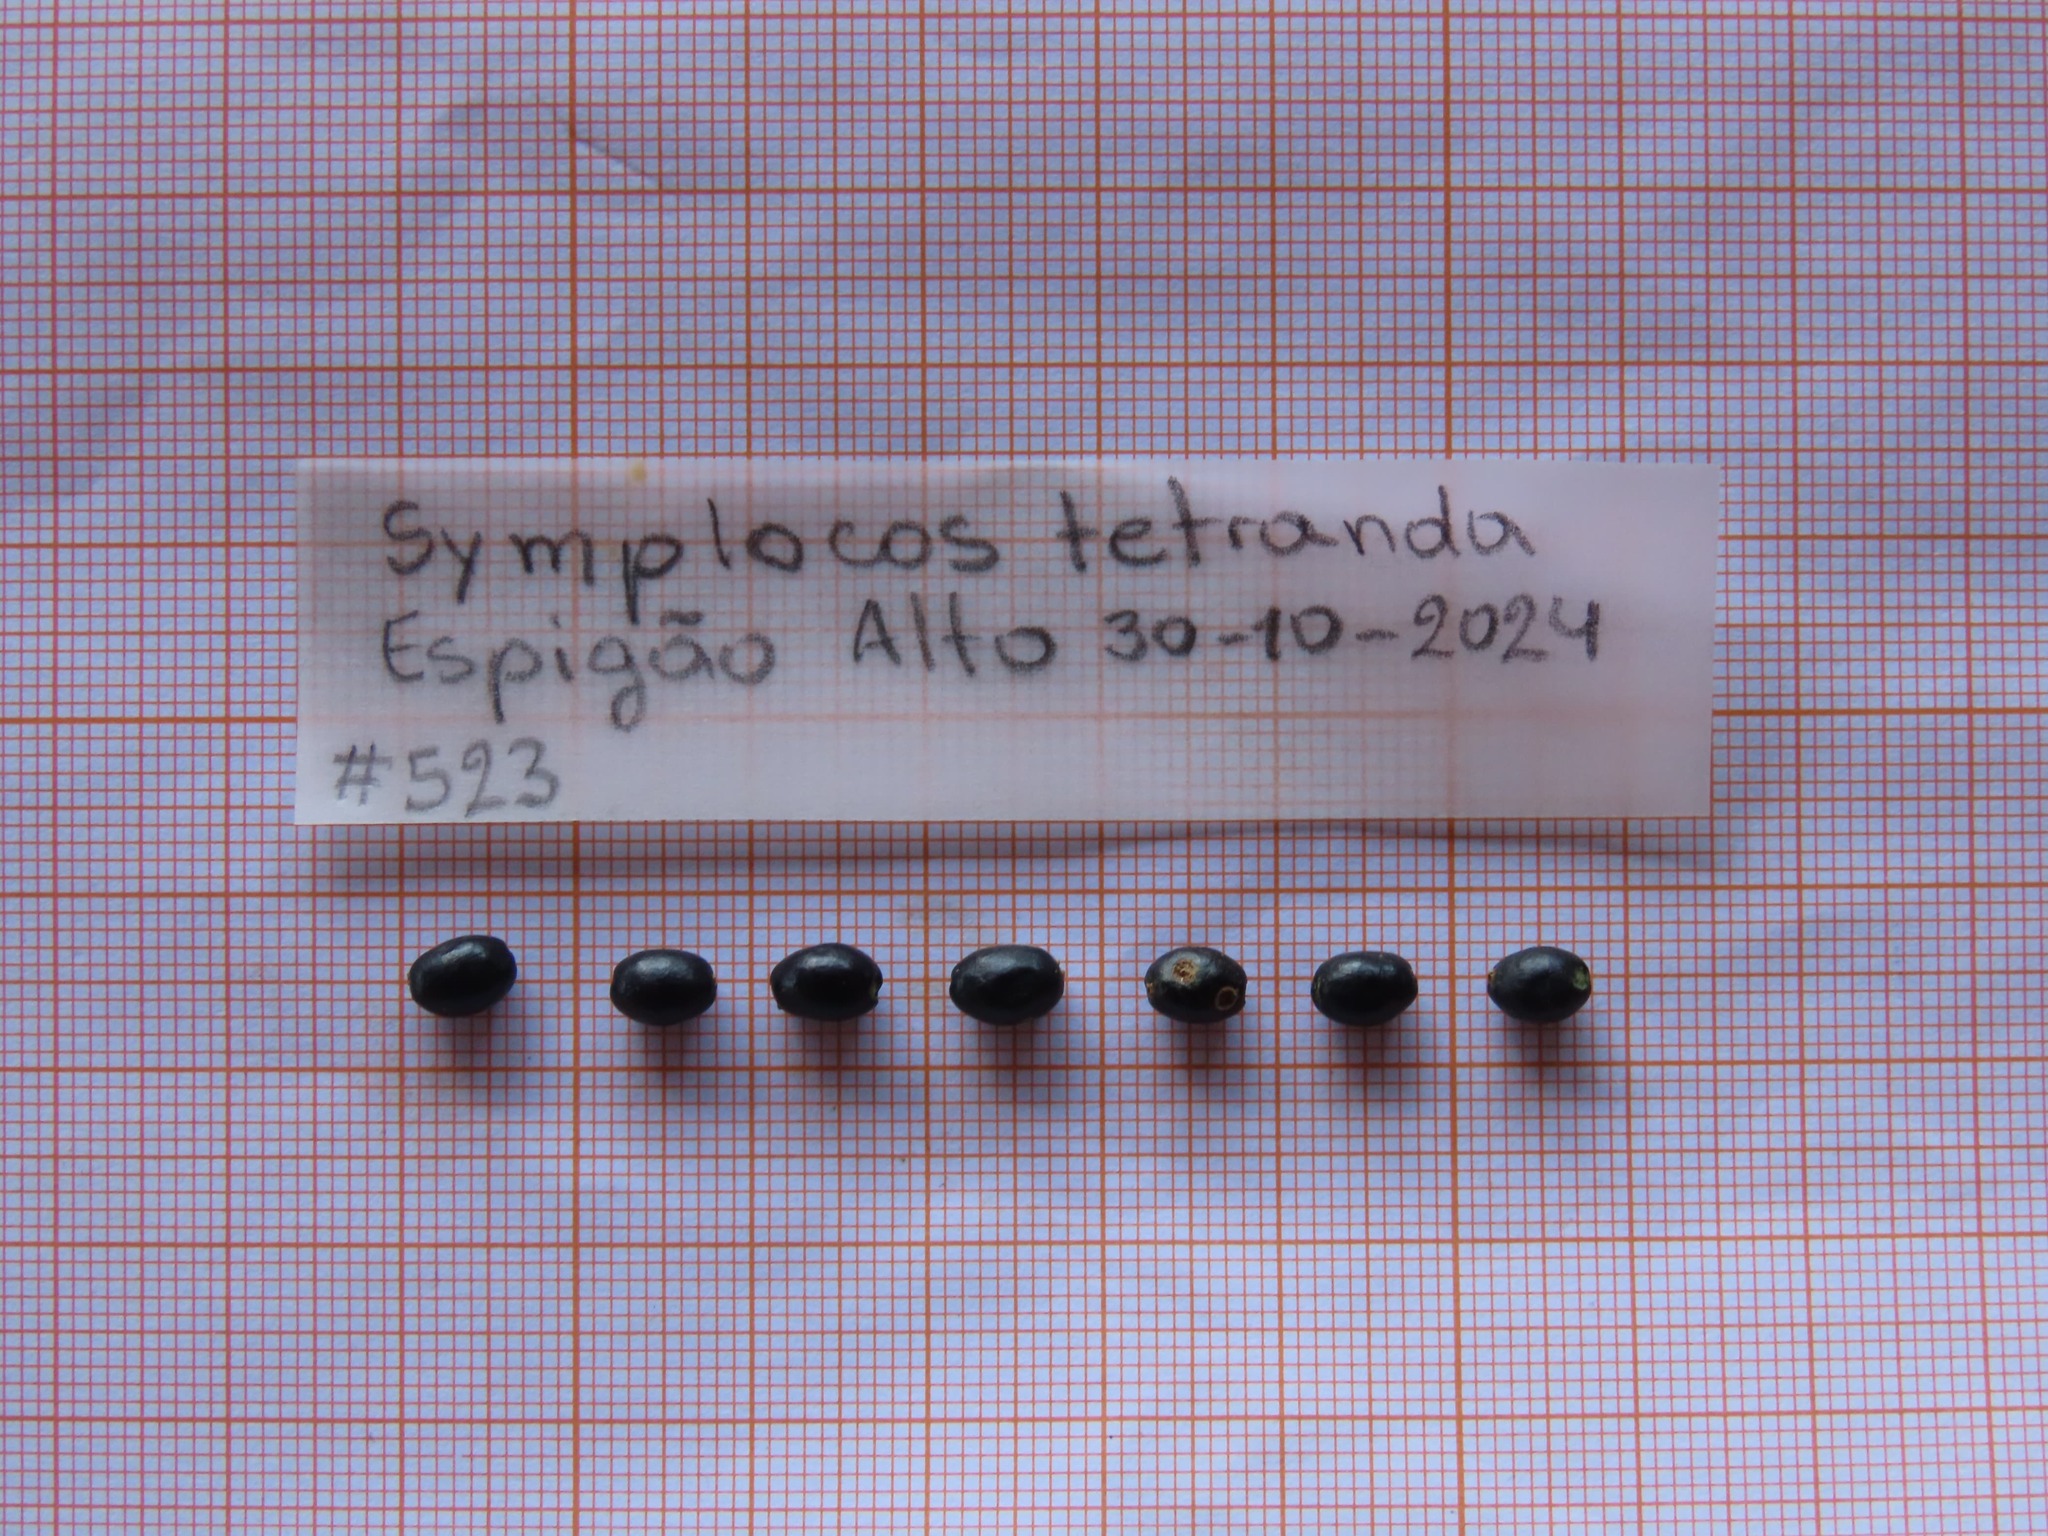 Symplocos tetranda
Espigão Alto 30-10-2024
#523